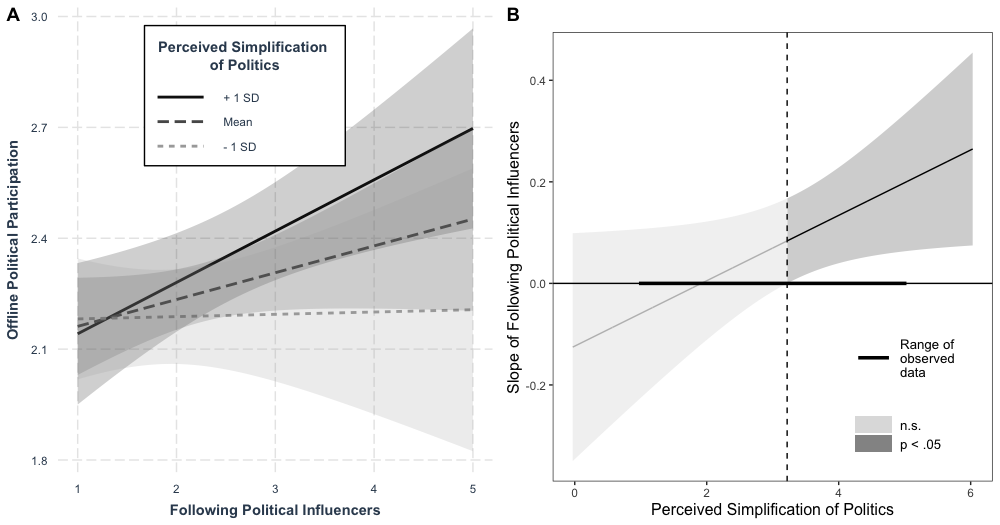 A
3.0
2.7
2.4
2.1
1.8
Offline Political Participation
Perceived Simplification
of Politics
+ 1 SD
Mean
- 1 SD
1 2 3 4 5
Following Political Influencers
B
0.4
0.2
0.0
-0.2
Slope of Following Political Influencers
Range of
observed
data
n.s.
p < .05
0 2 4 6
Perceived Simplification of Politics